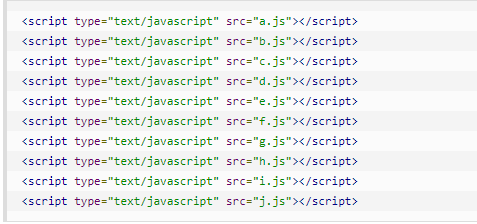 <script type="text/javascript" src="a.js"></script>
<script type="text/javascript" src="b.js"></script>
<script type="text/javascript" src="c.js"></script>
<script type="text/javascript" src="d.js"></script>
<script type="text/javascript" src="e.js"></script>
<script type="text/javascript" src="f.js"></script>
<script type="text/javascript" src="g.js"></script>
<script type="text/javascript" src="h.js"></script>
<script type="text/javascript" src="i.js"></script>
<script type="text/javascript" src="j.js"></script>